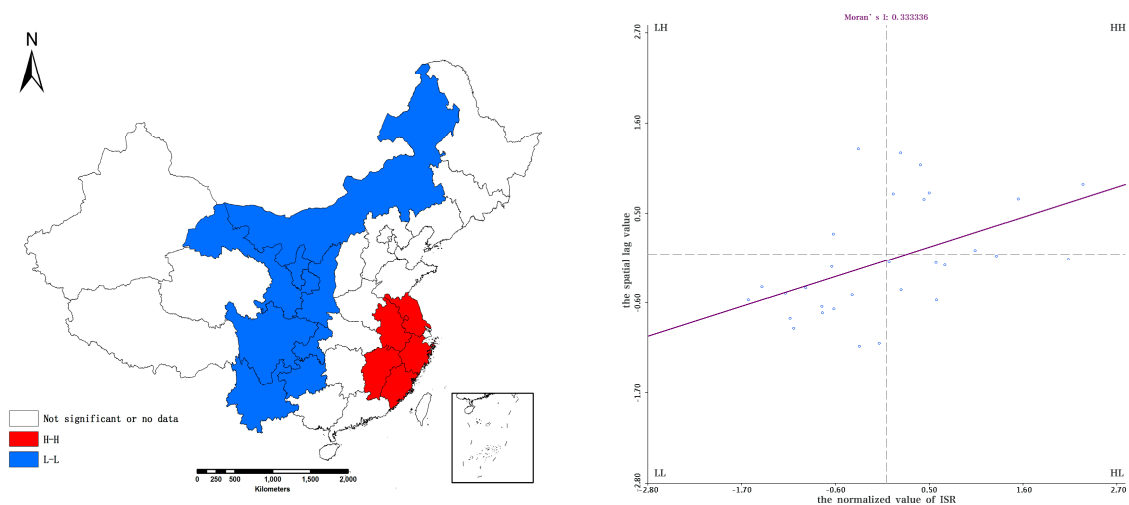 N
Not significant or no data
H-H
L-L
0 250 500 1,000 1,500 2,000
Kilometers
Moran's I: 0.333336
LH
HH
2.70
1.60
0.50
-0.60
-1.70
-2.80
the spatial lag value
LL
HL
-2.80 -1.70 -0.60 0.50 1.60 2.70
the normalized value of ISR